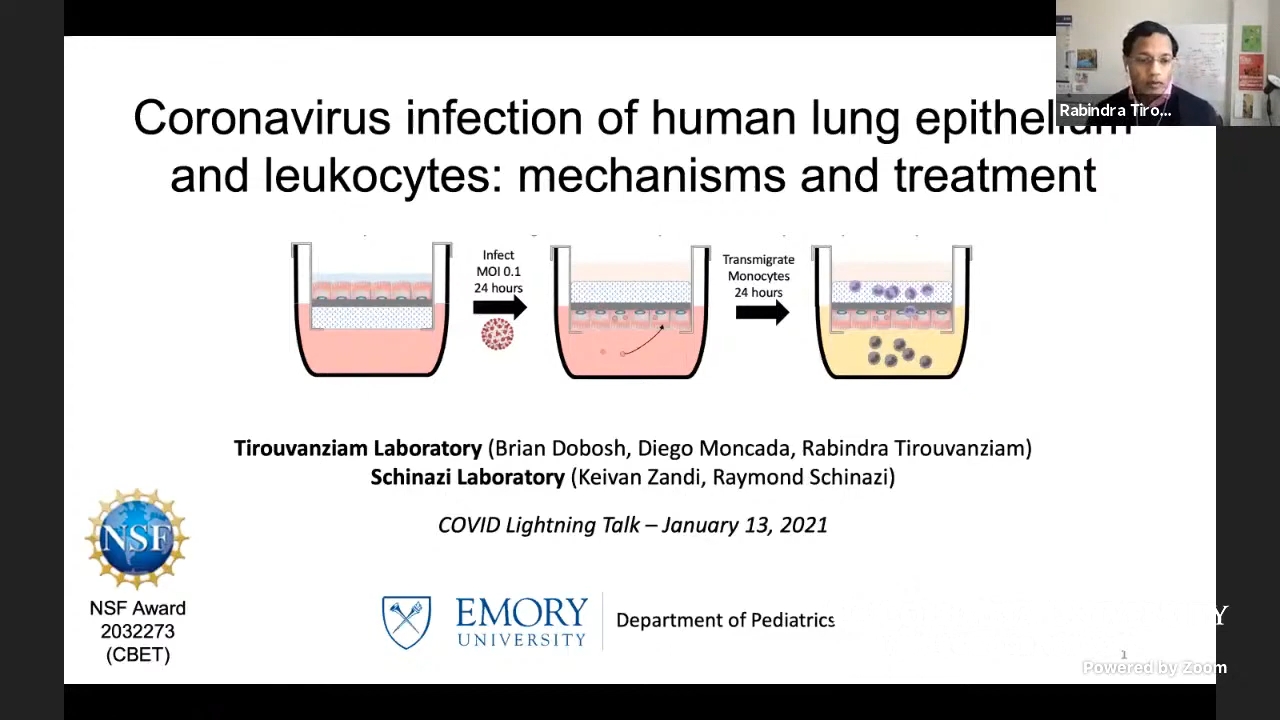 Rabindra Tiro...
Coronavirus infection of human lung epithelium
and leukocytes: mechanisms and treatment
Infect
MOI 0.1
24 hours
Transmigrate
Monocytes
24 hours
Tirouvanziam Laboratory (Brian Dobosh, Diego Moncada, Rabindra Tirouvanziam)
Schinazi Laboratory (Keivan Zandi, Raymond Schinazi)
COVID Lightning Talk – January 13, 2021
NSF
NSF Award
2032273
(CBET)
EMORY
UNIVERSITY
Department of Pediatrics
Y
1
Powered by Zoom